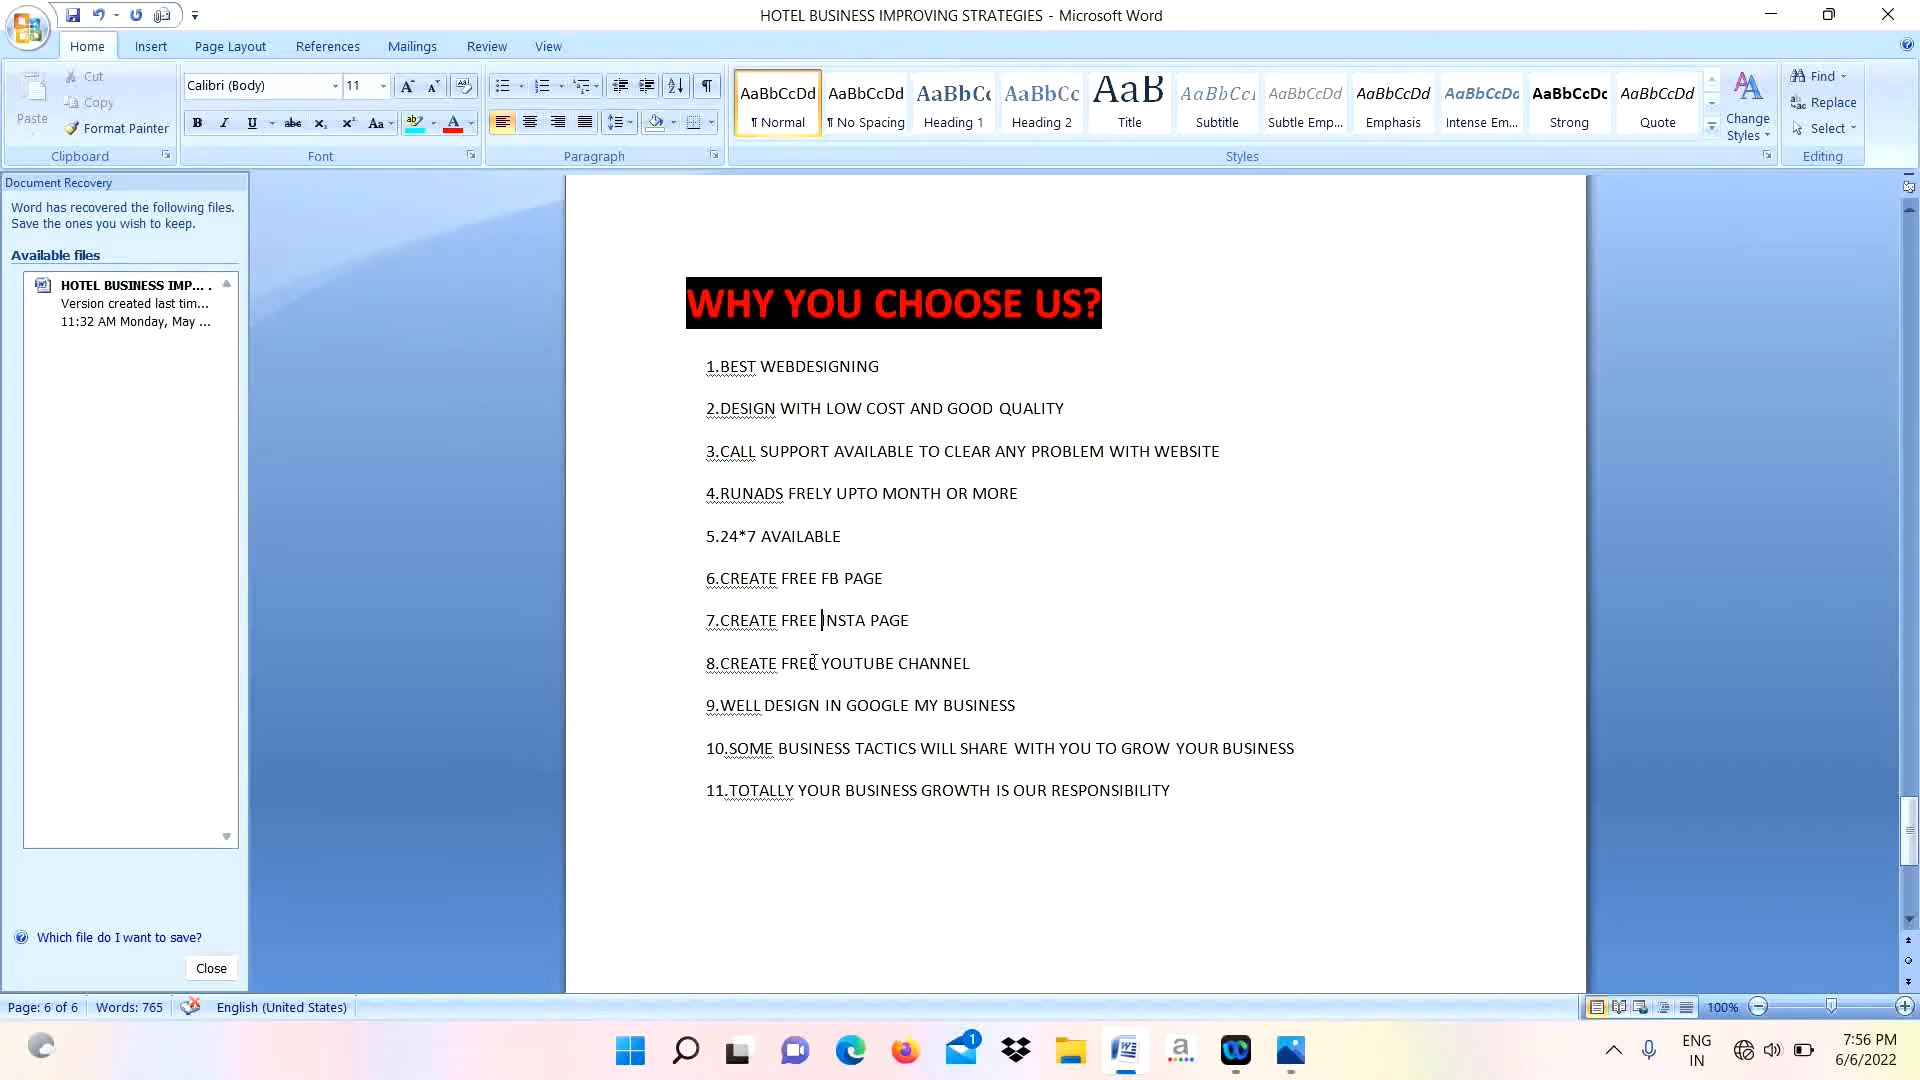 HOTEL BUSINESS IMPROVING STRATEGIES - Microsoft Word
Home Insert Page Layout References Mailings Review View
Paste
Cut
Copy
Format Painter
Clipboard
Calibri (Body) 11
Font
Paragraph
AaBbCcDd AaBbCcDd AaBbCc AaBbCc AaB AaBbCcI AaBbCcDd AaBbCcDd AaBbCcDd AaBbCcDc AaBbCcDd
¶ Normal ¶ No Spacing Heading 1 Heading 2 Title Subtitle Subtle Emp... Emphasis Intense Em... Strong Quote
Change Styles
Styles
Find
Replace
Select
Editing
Document Recovery
Word has recovered the following files.
Save the ones you wish to keep.
Available files
HOTEL BUSINESS IMP... .
Version created last tim...
11:32 AM Monday, May ...
Which file do I want to save?
Close
WHY YOU CHOOSE US?
1.BEST WEBDESIGNING
2.DESIGN WITH LOW COST AND GOOD QUALITY
3.CALL SUPPORT AVAILABLE TO CLEAR ANY PROBLEM WITH WEBSITE
4.RUNADS FRELY UPTO MONTH OR MORE
5.24*7 AVAILABLE
6.CREATE FREE FB PAGE
7.CREATE FREE INSTA PAGE
8.CREATE FREE YOUTUBE CHANNEL
9.WELL DESIGN IN GOOGLE MY BUSINESS
10.SOME BUSINESS TACTICS WILL SHARE WITH YOU TO GROW YOUR BUSINESS
11.TOTALLY YOUR BUSINESS GROWTH IS OUR RESPONSIBILITY
Page: 6 of 6 Words: 765 English (United States) 100%
1
ENG
IN
7:56 PM
6/6/2022